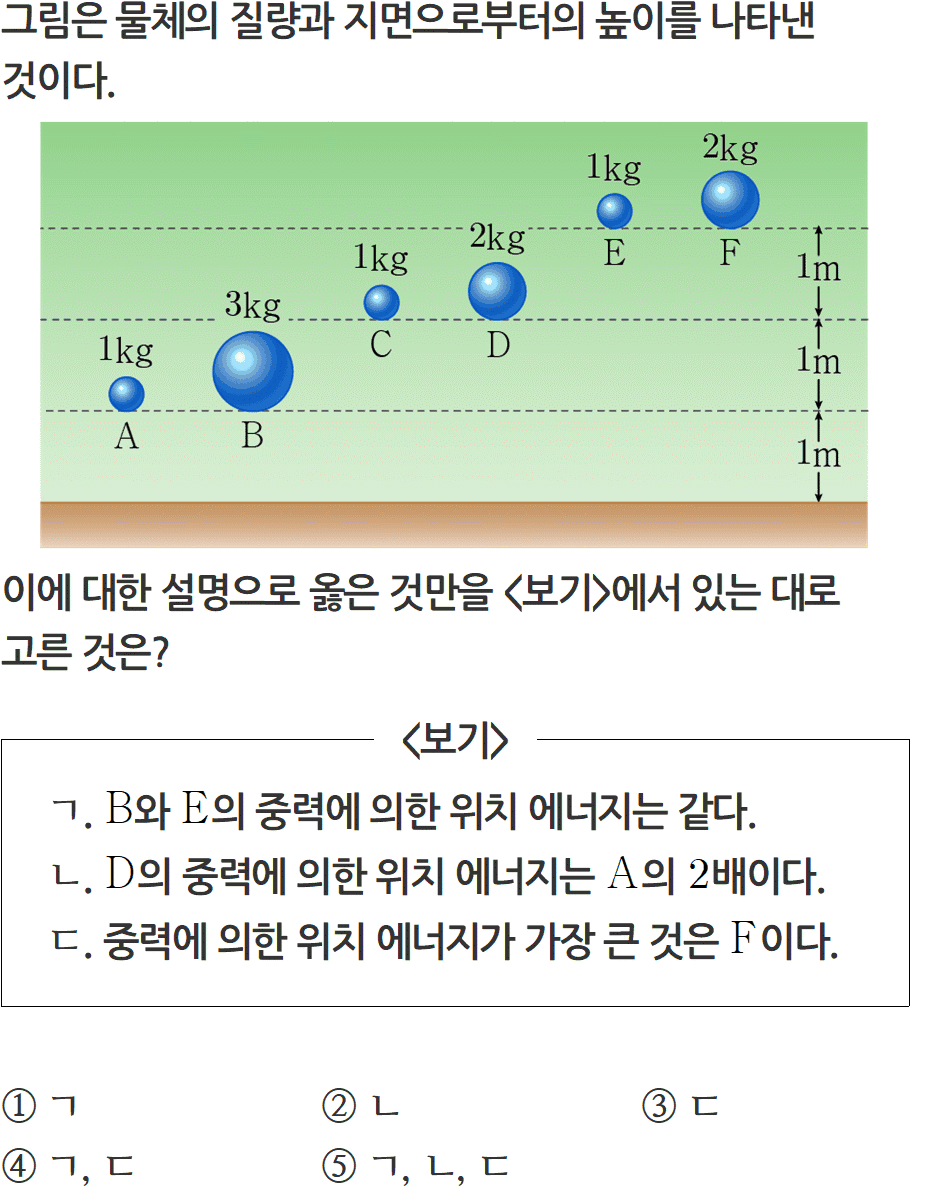 그림은 물체의 질량과 지면으로부터의 높이를 나타낸
것이다.
2kg
1kg
E
F
2kg
1kg
1m
C
D
3kg
1kg
1m
A
B
1m
이에 대한 설명으로 옳은 것만을 <보기>에서 있는 대로
고른 것은?
<보기>
ㄱ. B와 E의 중력에 의한 위치 에너지는 같다.
ㄴ. D의 중력에 의한 위치 에너지는 A의 2배이다.
ㄷ. 중력에 의한 위치 에너지가 가장 큰 것은 F이다.
① ㄱ ② ㄴ ③ ㄷ
④ ㄱ, ㄷ ⑤ ㄱ, ㄴ, ㄷ